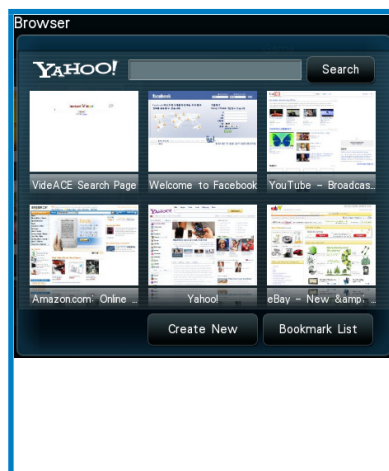 Browser
YAHOO! Search
VideACE Search Page Welcome to Facebook YouTube - Broadcas...
Amazon.com: Online ... Yahoo! eBay - New &amp; ...
Create New Bookmark List